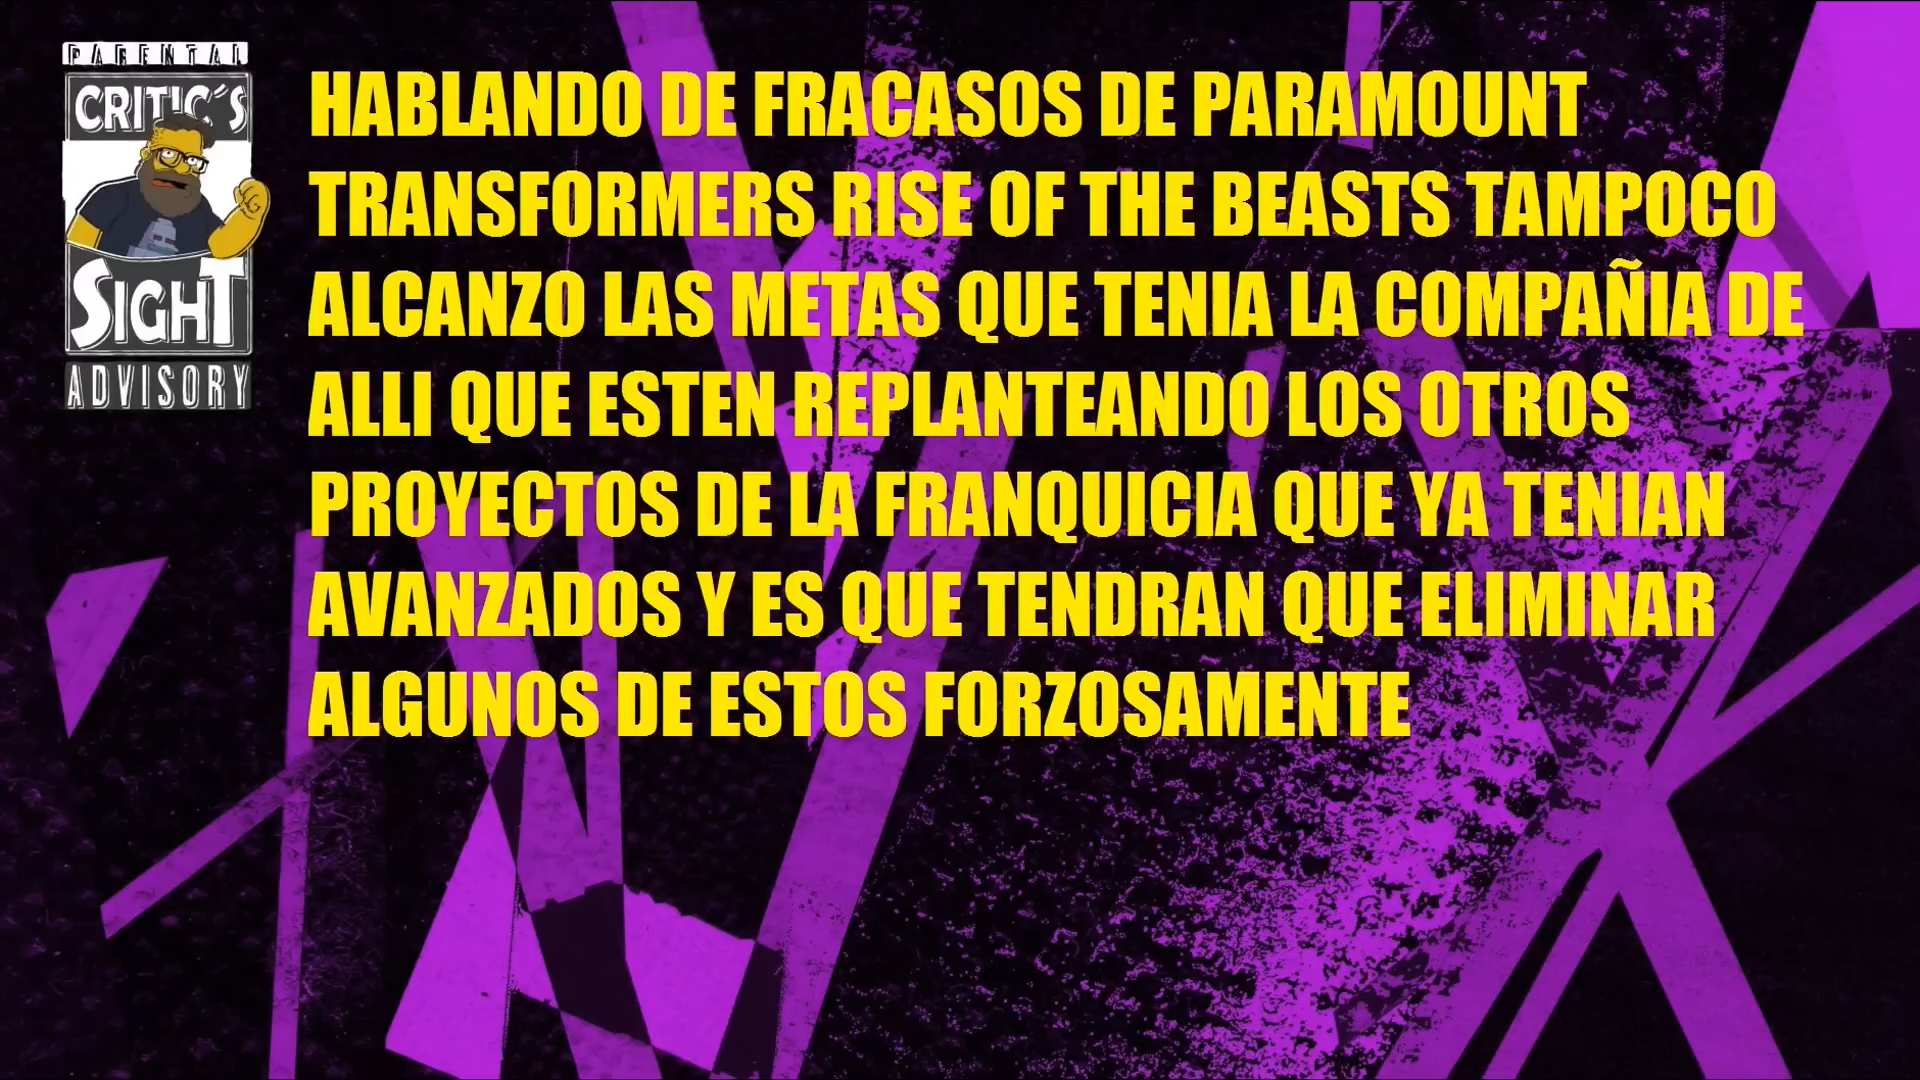 PARENTAL
CRITIC'S
SIGHT
ADVISORY
HABLANDO DE FRACASOS DE PARAMOUNT
TRANSFORMERS RISE OF THE BEASTS TAMPOCO
ALCANZO LAS METAS QUE TENIA LA COMPAÑIA DE
ALLI QUE ESTEN REPLANTEANDO LOS OTROS
PROYECTOS DE LA FRANQUICIA QUE YA TENIAN
AVANZADOS Y ES QUE TENDRAN QUE ELIMINAR
ALGUNOS DE ESTOS FORZOSAMENTE